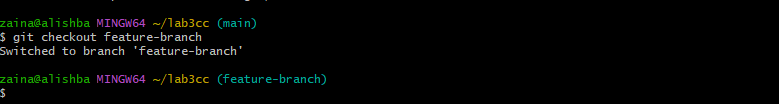 zaina@alishba MINGW64 ~/lab3cc (main)
$ git checkout feature-branch
Switched to branch 'feature-branch'
zaina@alishba MINGW64 ~/lab3cc (feature-branch)
$